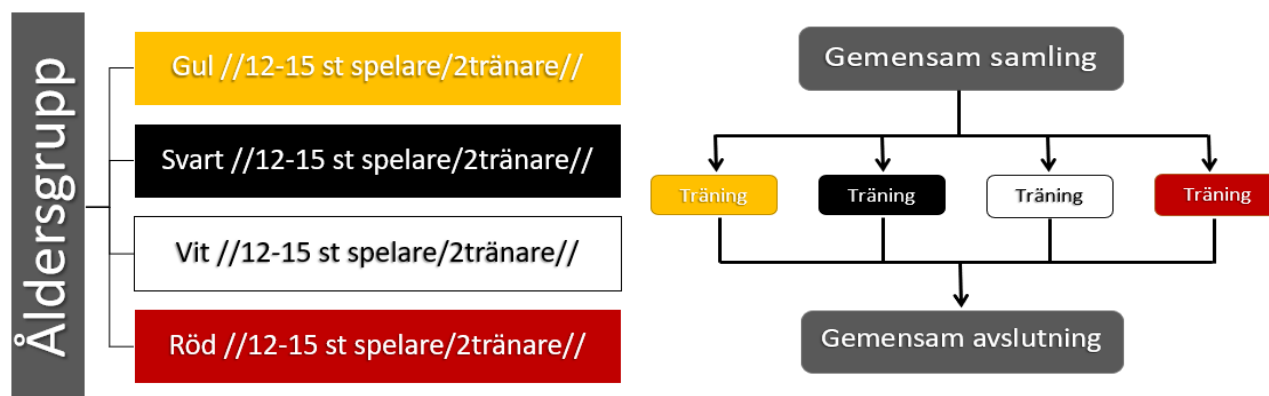 Åldersgrupp
Gul //12-15 st spelare/2tränare//
Svart //12-15 st spelare/2tränare//
Vit //12-15 st spelare/2tränare//
Röd //12-15 st spelare/2tränare//
Gemensam samling
Träning
Träning
Träning
Träning
Gemensam avslutning